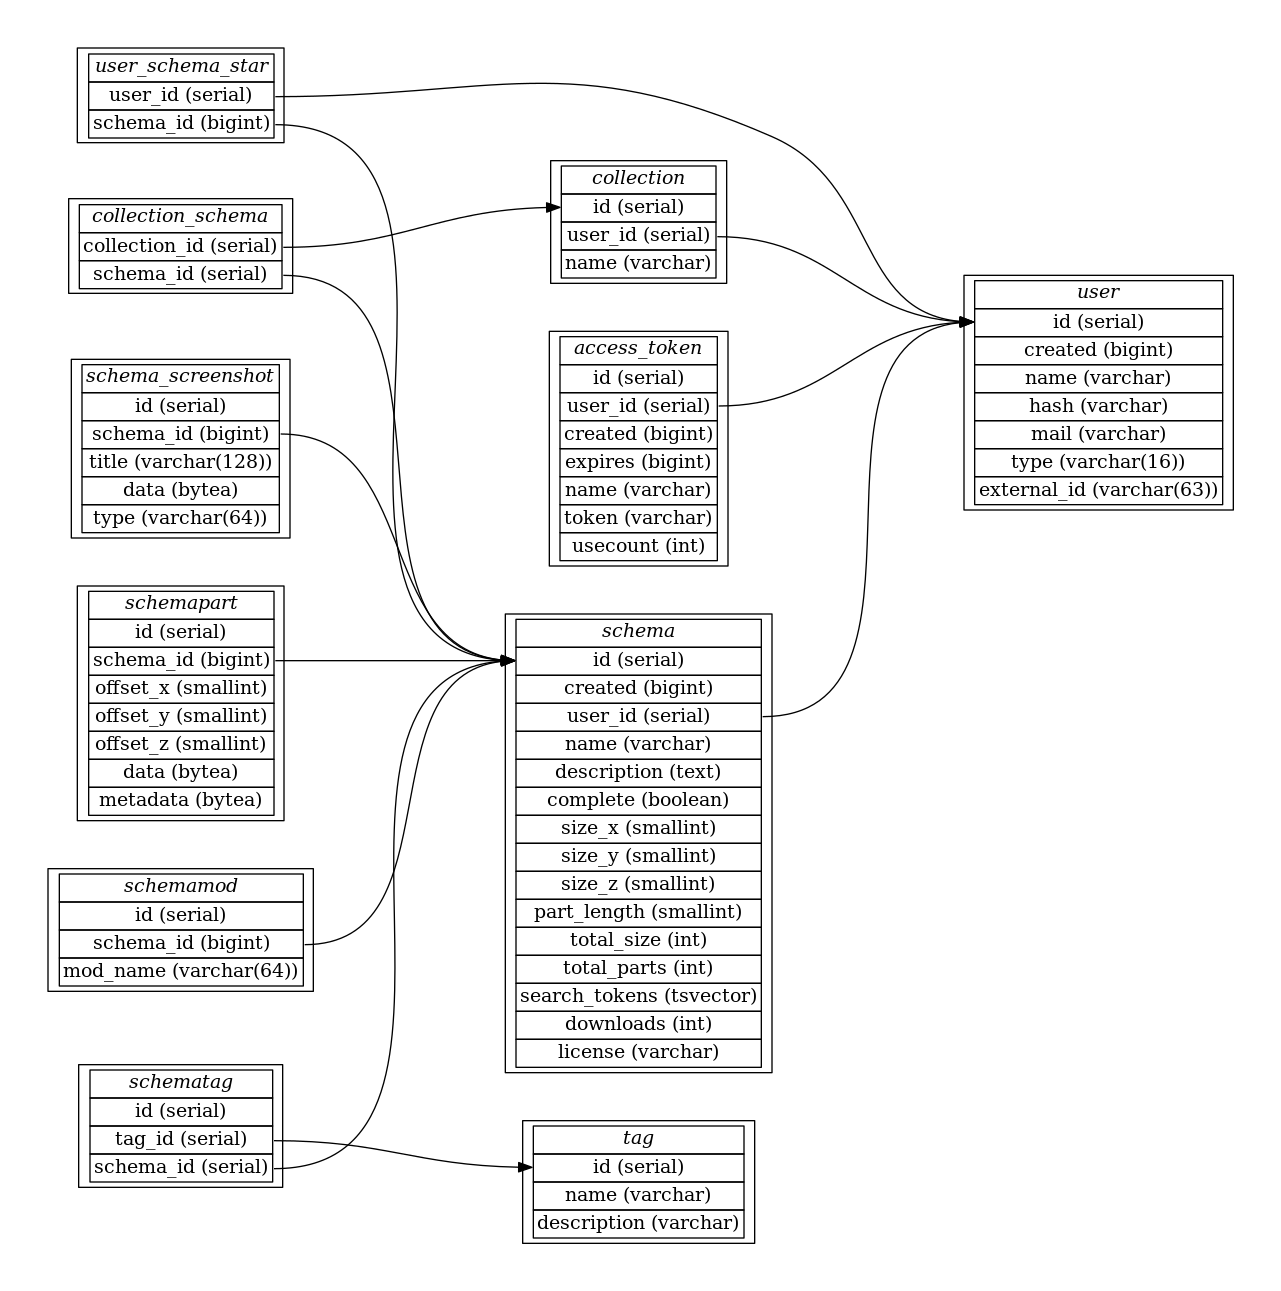 user_schema_star
user_id (serial)
schema_id (bigint)
collection_schema
collection_id (serial)
schema_id (serial)
schema_screenshot
id (serial)
schema_id (bigint)
title (varchar(128))
data (bytea)
type (varchar(64))
schemapart
id (serial)
schema_id (bigint)
offset_x (smallint)
offset_y (smallint)
offset_z (smallint)
data (bytea)
metadata (bytea)
schemamod
id (serial)
schema_id (bigint)
mod_name (varchar(64))
schematag
id (serial)
tag_id (serial)
schema_id (serial)
collection
id (serial)
user_id (serial)
name (varchar)
access_token
id (serial)
user_id (serial)
created (bigint)
expires (bigint)
name (varchar)
token (varchar)
usecount (int)
schema
id (serial)
created (bigint)
user_id (serial)
name (varchar)
description (text)
complete (boolean)
size_x (smallint)
size_y (smallint)
size_z (smallint)
part_length (smallint)
total_size (int)
total_parts (int)
search_tokens (tsvector)
downloads (int)
license (varchar)
tag
id (serial)
name (varchar)
description (varchar)
user
id (serial)
created (bigint)
name (varchar)
hash (varchar)
mail (varchar)
type (varchar(16))
external_id (varchar(63))